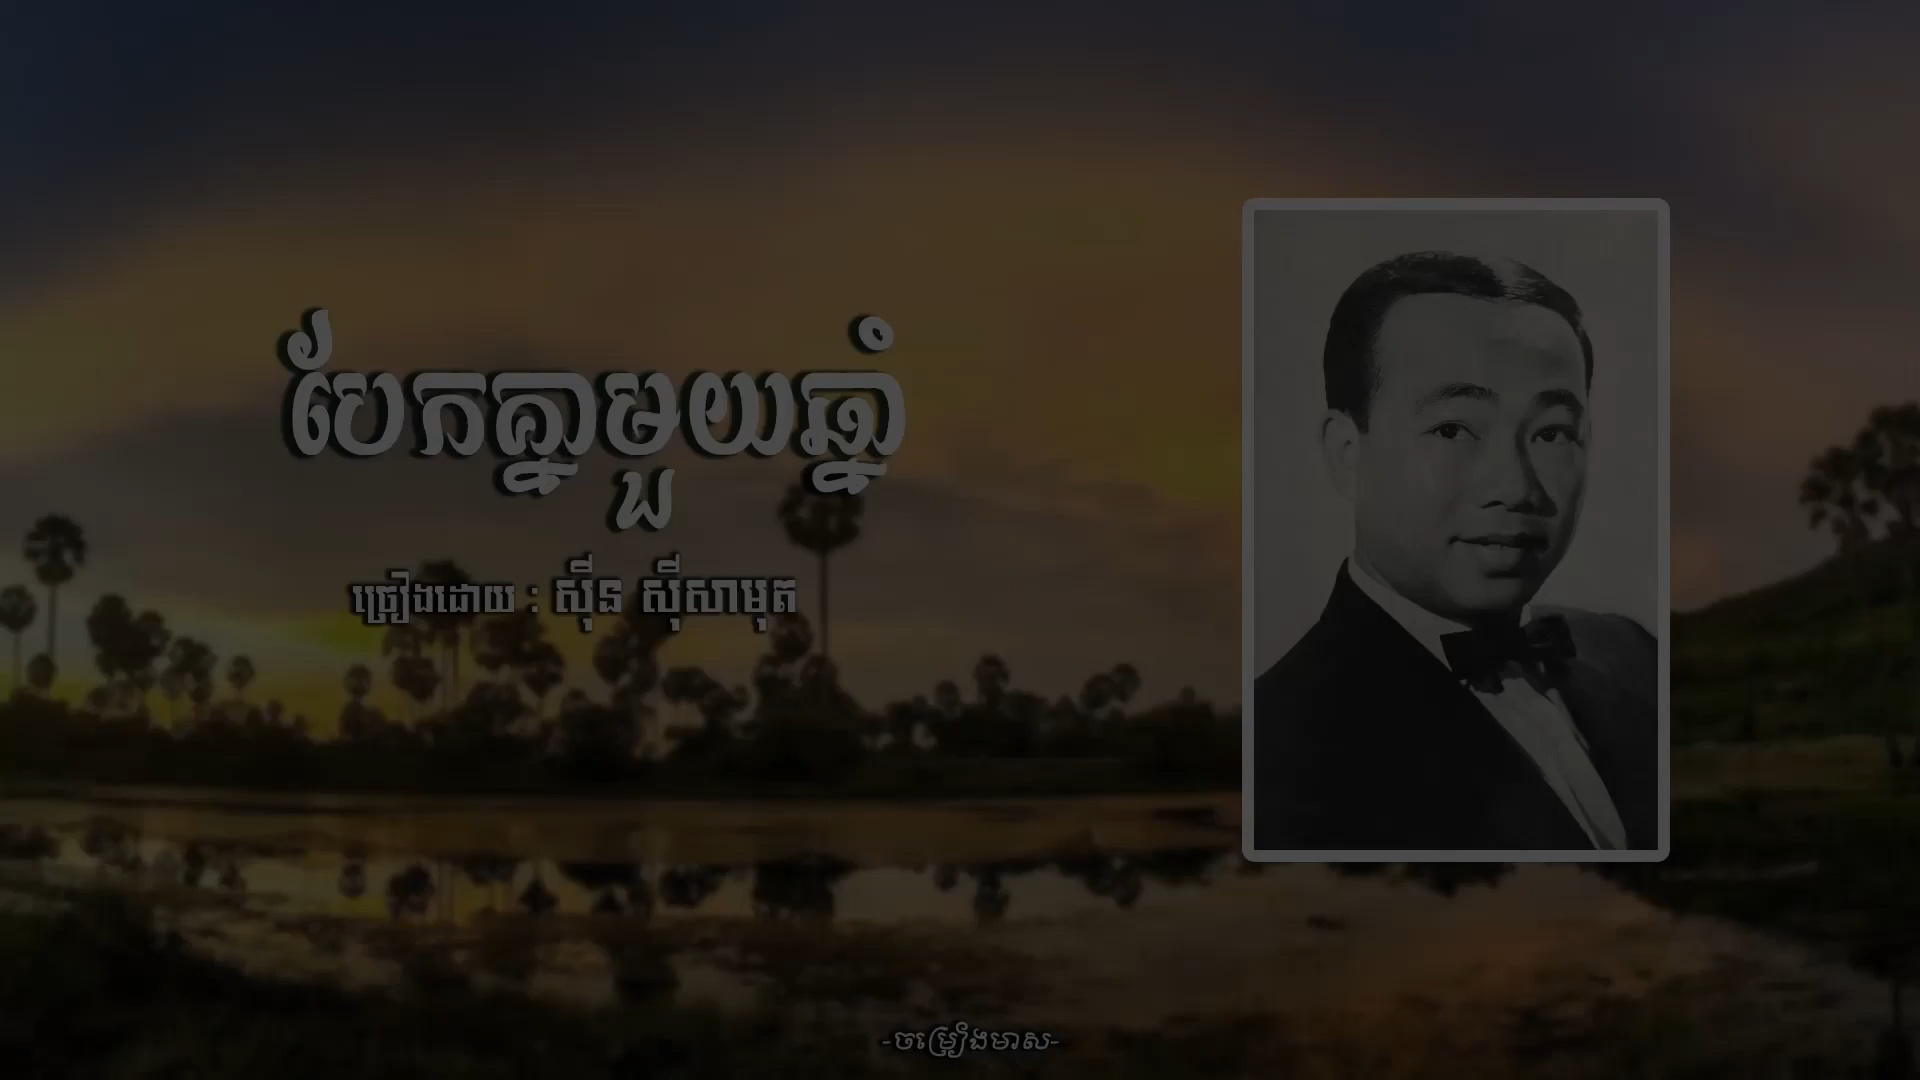 បែកគ្នាមួយឆ្នាំ
ច្រៀងដោយ : ស៊ីន ស៊ីសាមុត
-ចម្រៀងមាស-